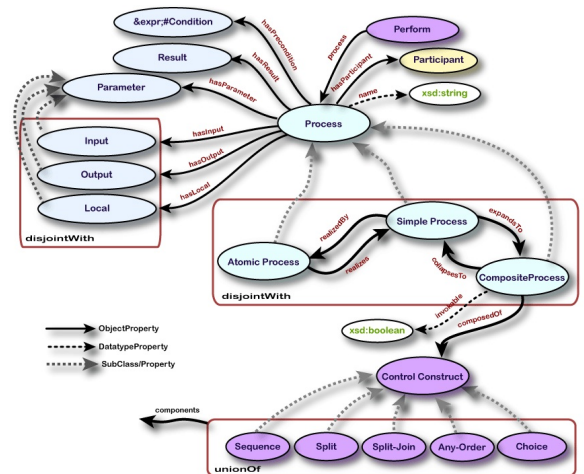 &expr;#Condition
hasPrecondition
Perform
process
Result
hasResult
hasParticipant
Participant
Parameter
hasParameter
name
xsd:string
Process
Input
hasInput
Output
hasOutput
Local
hasLocal
disjointWith
realizedBy
Simple Process
expandsTo
Atomic Process
realizes
collapsesTo
CompositeProcess
disjointWith
invokable
composedOf
xsd:boolean
ObjectProperty
DatatypeProperty
SubClass/Property
Control Construct
components
Sequence
Split
Split-Join
Any-Order
Choice
unionOf